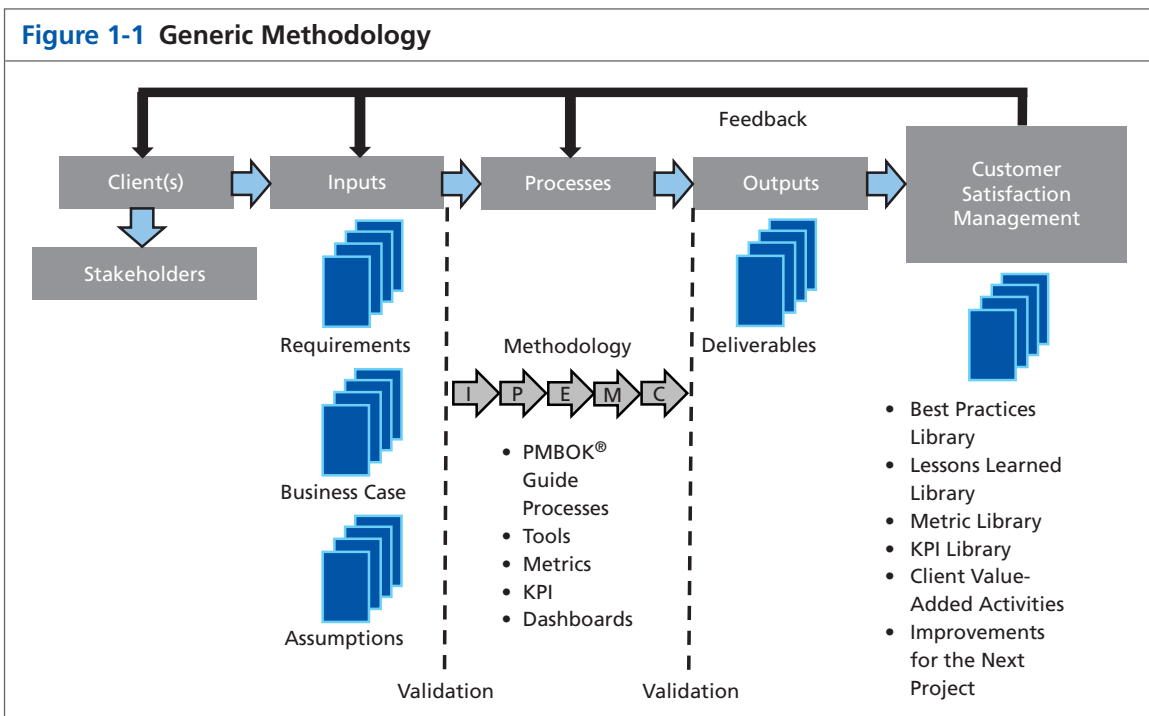 Figure 1-1 Generic Methodology
Feedback
Client(s)
Inputs
Processes
Outputs
Customer
Satisfaction
Management
Stakeholders
Requirements
Business Case
Assumptions
Validation
Methodology
I P E M C
• PMBOK® 
Guide
Processes
• Tools
• Metrics
• KPI
• Dashboards
Validation
Deliverables
• Best Practices
Library
• Lessons Learned
Library
• Metric Library
• KPI Library
• Client Value-
Added Activities
• Improvements
for the Next
Project